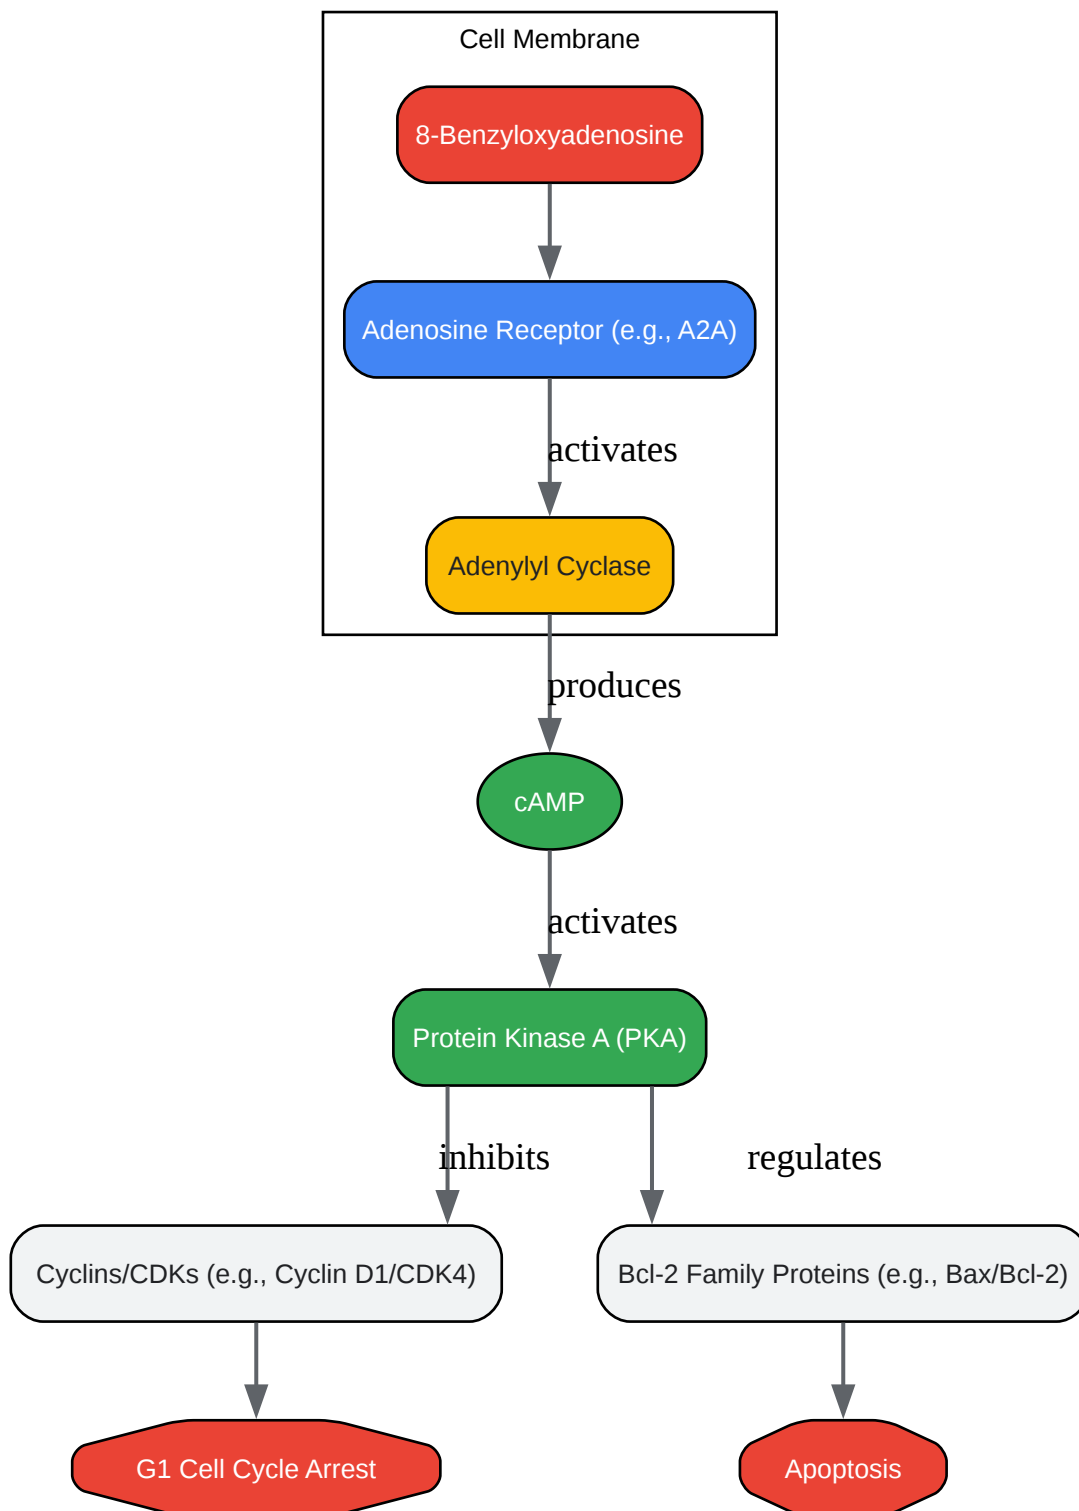 Cell Membrane
8-Benzyloxyadenosine
Adenosine Receptor (e.g., A2A)
activates
Adenylyl Cyclase
produces
cAMP
activates
Protein Kinase A (PKA)
inhibits
regulates
Cyclins/CDKs (e.g., Cyclin D1/CDK4)
Bcl-2 Family Proteins (e.g., Bax/Bcl-2)
G1 Cell Cycle Arrest
Apoptosis